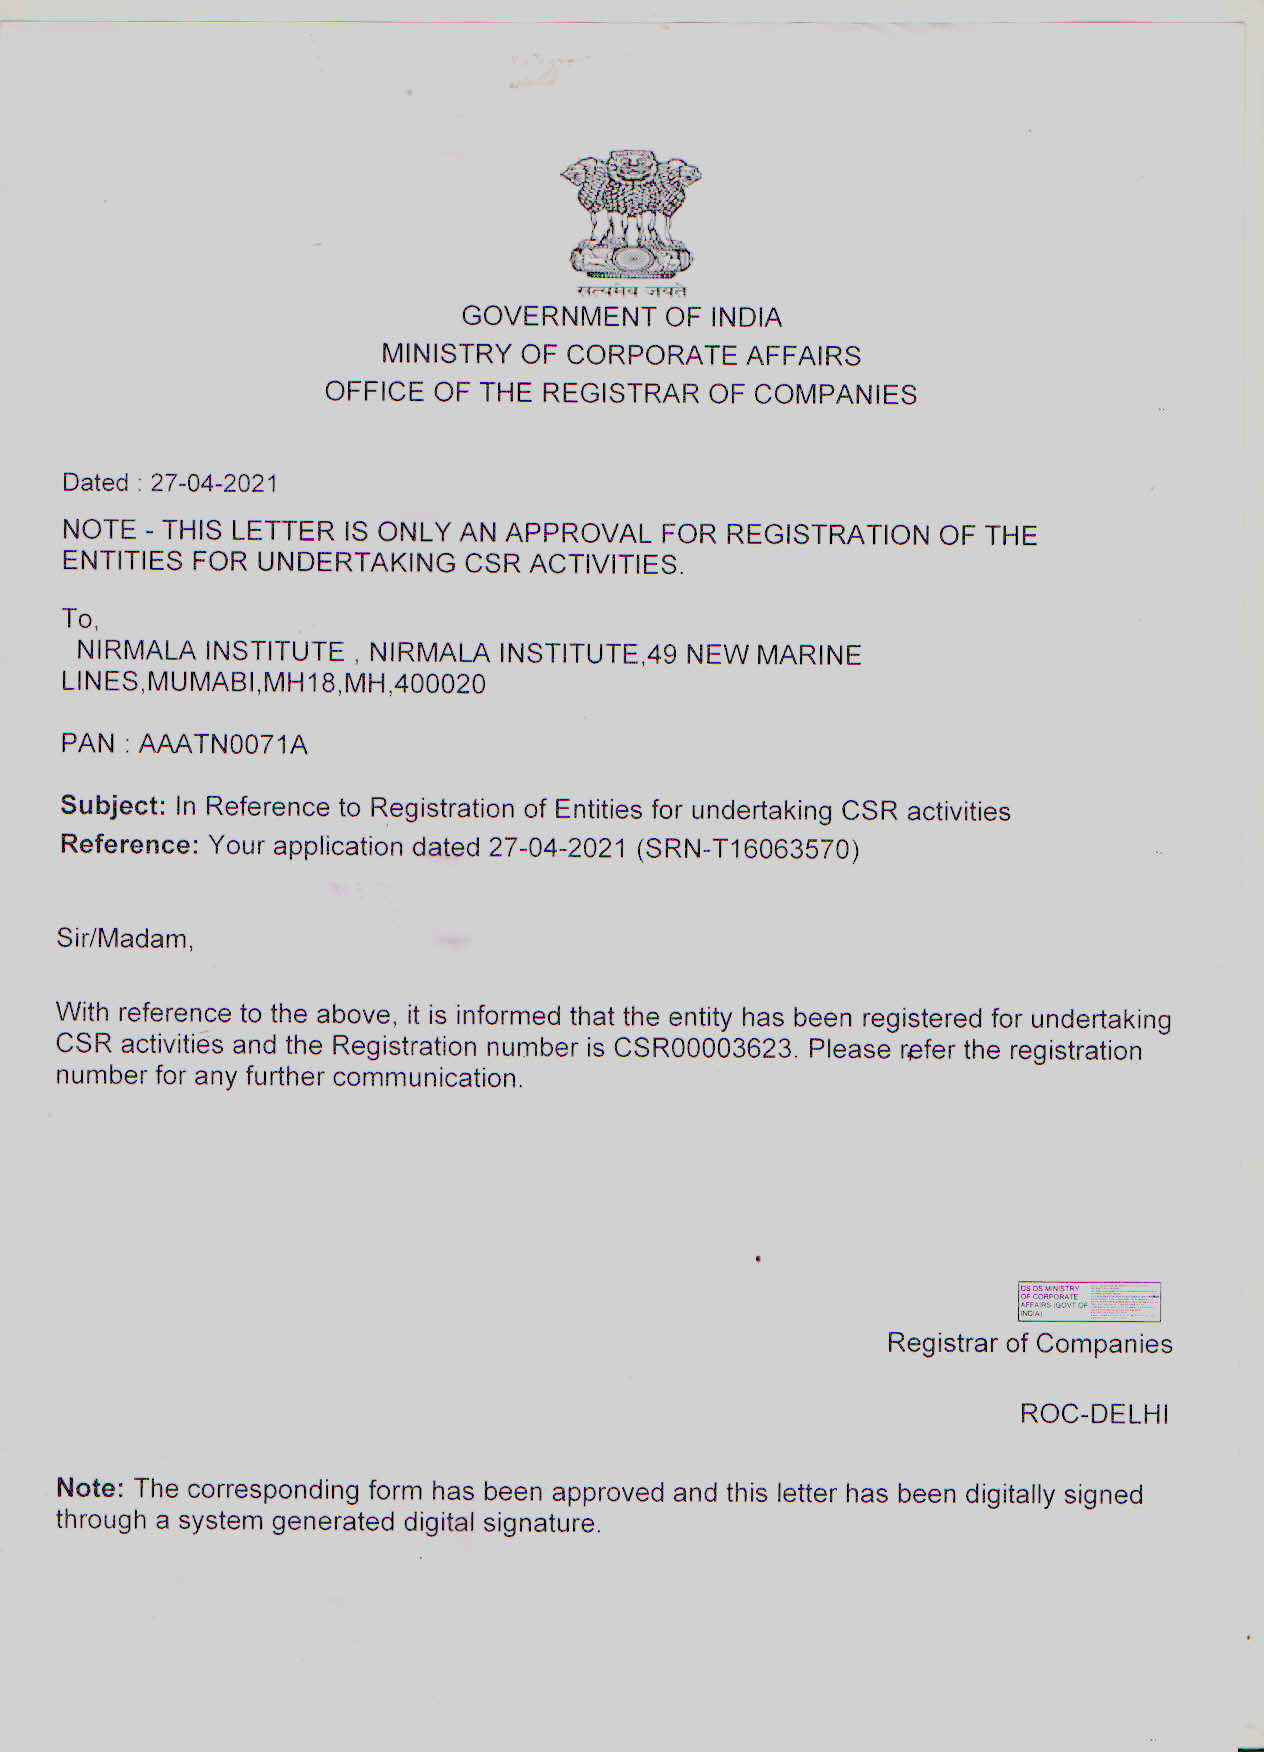 सत्यमेव जयते
GOVERNMENT OF INDIA
MINISTRY OF CORPORATE AFFAIRS
OFFICE OF THE REGISTRAR OF COMPANIES
Dated : 27-04-2021
NOTE - THIS LETTER IS ONLY AN APPROVAL FOR REGISTRATION OF THE
ENTITIES FOR UNDERTAKING CSR ACTIVITIES.
To,
NIRMALA INSTITUTE , NIRMALA INSTITUTE,49 NEW MARINE
LINES,MUMABI,MH18,MH,400020
PAN : AAATN0071A
Subject: In Reference to Registration of Entities for undertaking CSR activities
Reference: Your application dated 27-04-2021 (SRN-T16063570)
Sir/Madam,
With reference to the above, it is informed that the entity has been registered for undertaking
CSR activities and the Registration number is CSR00003623. Please refer the registration
number for any further communication.
DS DS MINISTRY
OF CORPORATE
AFFAIRS (GOVT OF
INDIA)
Registrar of Companies
ROC-DELHI
Note: The corresponding form has been approved and this letter has been digitally signed
through a system generated digital signature.